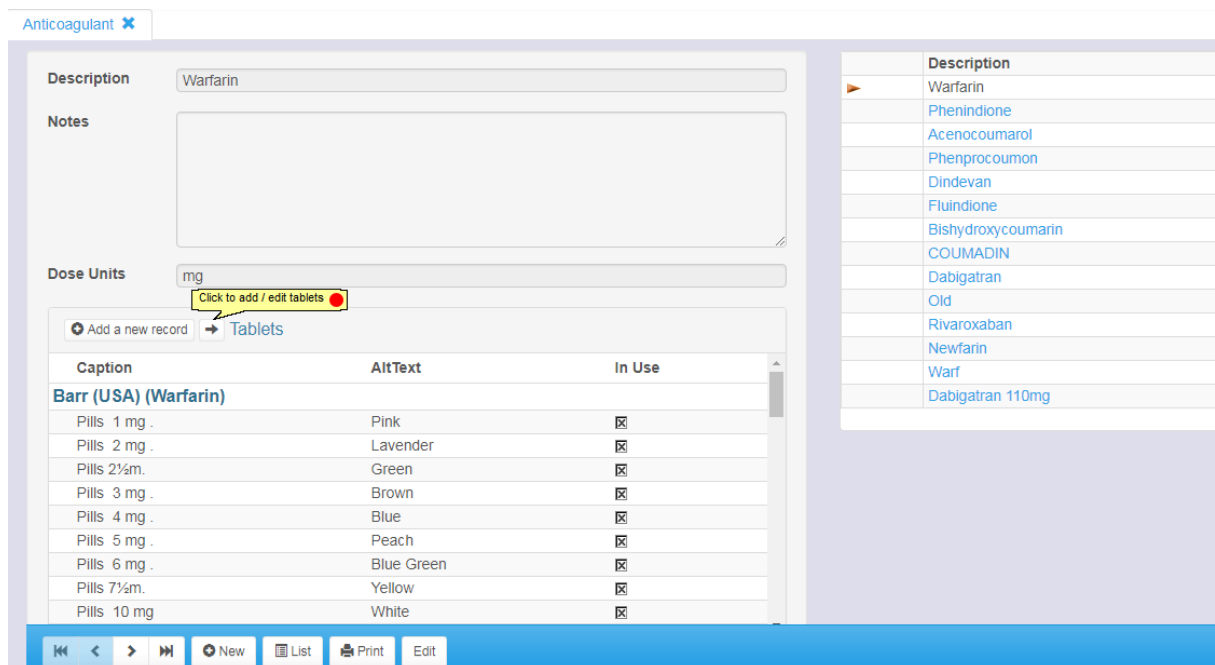 Anticoagulant
Description Warfarin
Notes
Dose Units mg
Click to add / edit tablets
Add a new record Tablets
Caption AltText In Use
Barr (USA) (Warfarin)
Pills 1 mg . Pink
Pills 2 mg . Lavender
Pills 2½m. Green
Pills 3 mg . Brown
Pills 4 mg . Blue
Pills 5 mg . Peach
Pills 6 mg . Blue Green
Pills 7½m. Yellow
Pills 10 mg White
New List Print Edit
Description
Warfarin
Phenindione
Acenocoumarol
Phenprocoumon
Dindevan
Fluindione
Bishydroxycoumarin
COUMADIN
Dabigatran
Old
Rivaroxaban
Newfarin
Warf
Dabigatran 110mg